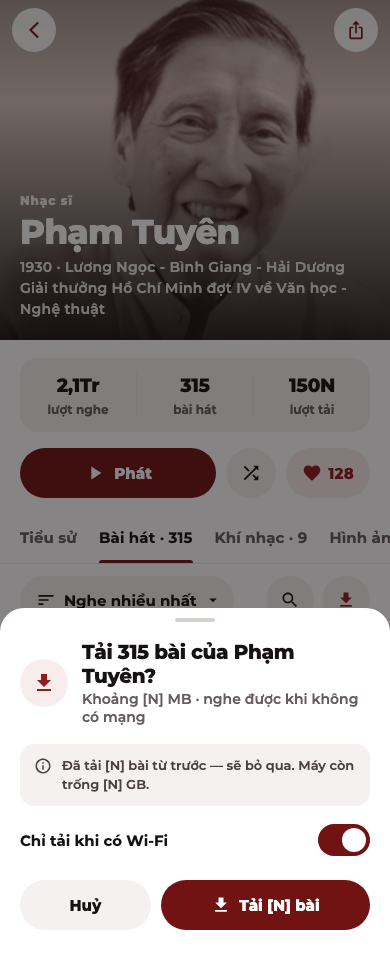 Nhạc sĩ
Phạm Tuyên
1930 · Lương Ngọc - Bình Giang - Hải Dương
Giải thưởng Hồ Chí Minh đợt IV về Văn học -
Nghệ thuật
2,1Tr
315
150N
lượt nghe
bài hát
lượt tải
Phát
128
Tiểu sử
Bài hát · 315
Khí nhạc · 9
Hình ản
Nghe nhiều nhất
Tải 315 bài của Phạm
Tuyên?
Khoảng [N] MB · nghe được khi không
có mạng
Đã tải [N] bài từ trước — sẽ bỏ qua. Máy còn
trống [N] GB.
Chỉ tải khi có Wi-Fi
Huỷ
Tải [N] bài